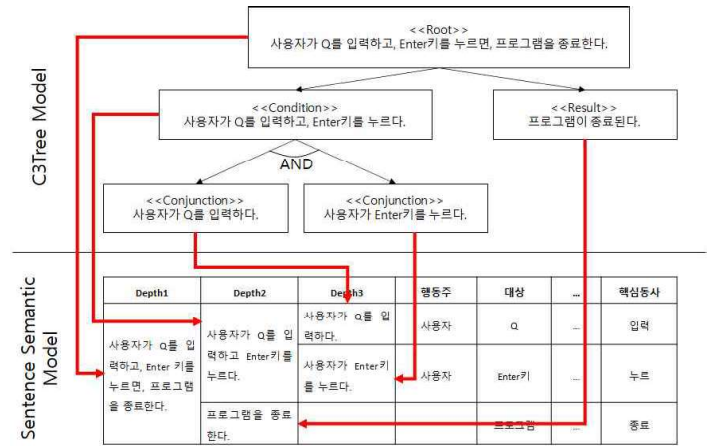 C3Tree Model
<<Root>>
사용자가 Q를 입력하고, Enter키를 누르면, 프로그램을 종료한다.
<<Condition>>
사용자가 Q를 입력하고, Enter키를 누르다.
<<Result>>
프로그램이 종료된다.
AND
<<Conjunction>>
사용자가 Q를 입력하다.
<<Conjunction>>
사용자가 Enter키를 누르다.
Sentence Semantic
Model
Depth1
Depth2
Depth3
행동주
대상
...
핵심동사
사용자가 Q를 입
력하고, Enter 키를
누르면, 프로그램
을 종료한다.
사용자가 Q를 입
력하고 Enter키를
누르다.
사용자가 Q를 입
력하다.
사용자
Q
...
입력
사용자가 Enter키
를 누르다.
사용자
Enter키
...
누르
프로그램을 종료
한다.
프로그램
...
종료